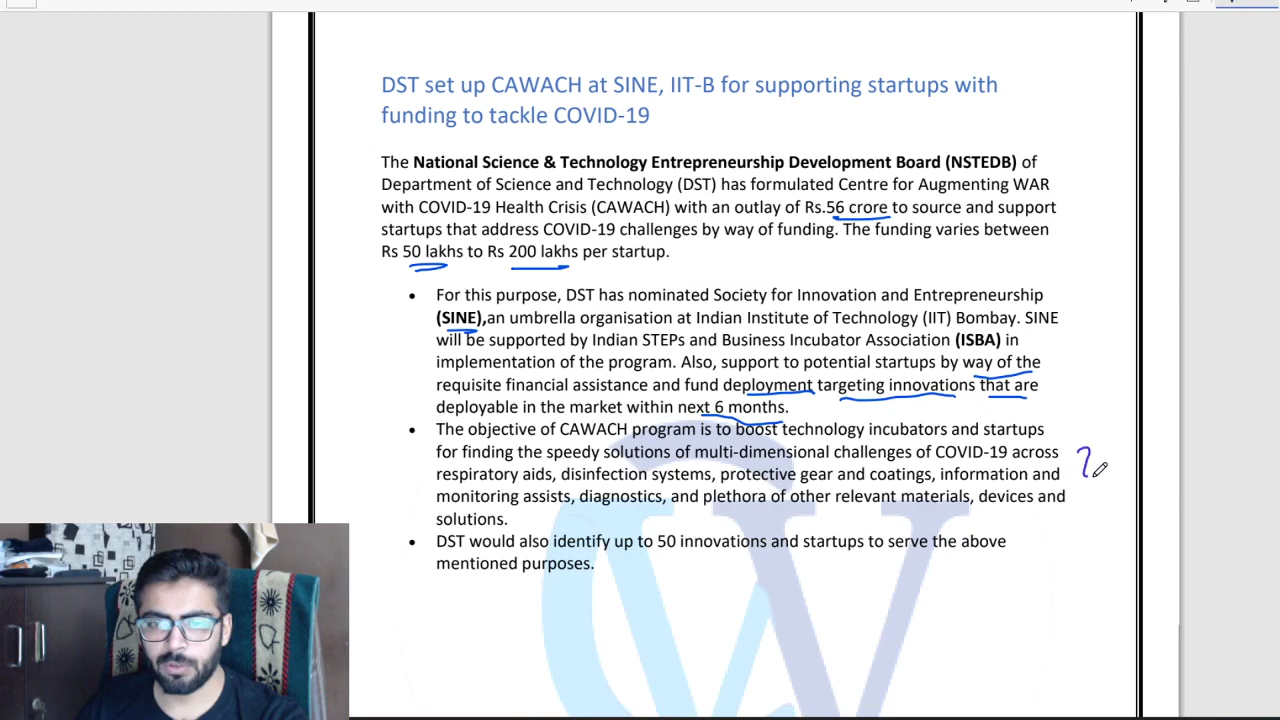 DST set up CAWACH at SINE, IIT-B for supporting startups with
funding to tackle COVID-19
The National Science & Technology Entrepreneurship Development Board (NSTEDB) of
Department of Science and Technology (DST) has formulated Centre for Augmenting WAR
with COVID-19 Health Crisis (CAWACH) with an outlay of Rs.56 crore to source and support
startups that address COVID-19 challenges by way of funding. The funding varies between
Rs 50 lakhs to Rs 200 lakhs per startup.
• For this purpose, DST has nominated Society for Innovation and Entrepreneurship
(SINE),an umbrella organisation at Indian Institute of Technology (IIT) Bombay. SINE
will be supported by Indian STEPs and Business Incubator Association (ISBA) in
implementation of the program. Also, support to potential startups by way of the
requisite financial assistance and fund deployment targeting innovations that are
deployable in the market within next 6 months.
• The objective of CAWACH program is to boost technology incubators and startups
for finding the speedy solutions of multi-dimensional challenges of COVID-19 across
respiratory aids, disinfection systems, protective gear and coatings, information and
monitoring assists, diagnostics, and plethora of other relevant materials, devices and
solutions.
• DST would also identify up to 50 innovations and startups to serve the above
mentioned purposes.